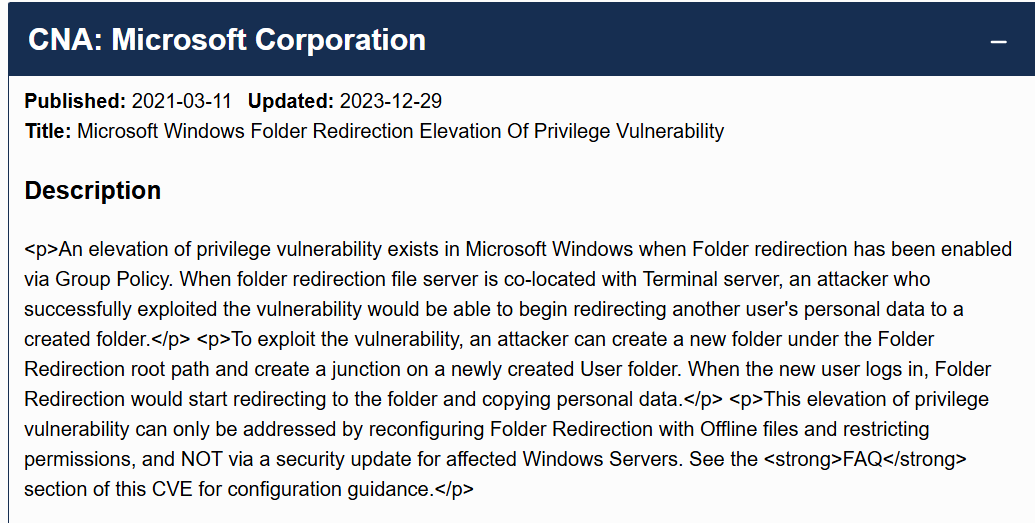 CNA: Microsoft Corporation
Published: 2021-03-11 Updated: 2023-12-29
Title: Microsoft Windows Folder Redirection Elevation Of Privilege Vulnerability
Description
<p>An elevation of privilege vulnerability exists in Microsoft Windows when Folder redirection has been enabled
via Group Policy. When folder redirection file server is co-located with Terminal server, an attacker who
successfully exploited the vulnerability would be able to begin redirecting another user's personal data to a
created folder.</p> <p>To exploit the vulnerability, an attacker can create a new folder under the Folder
Redirection root path and create a junction on a newly created User folder. When the new user logs in, Folder
Redirection would start redirecting to the folder and copying personal data.</p> <p>This elevation of privilege
vulnerability can only be addressed by reconfiguring Folder Redirection with Offline files and restricting
permissions, and NOT via a security update for affected Windows Servers. See the <strong>FAQ</strong>
section of this CVE for configuration guidance.</p>